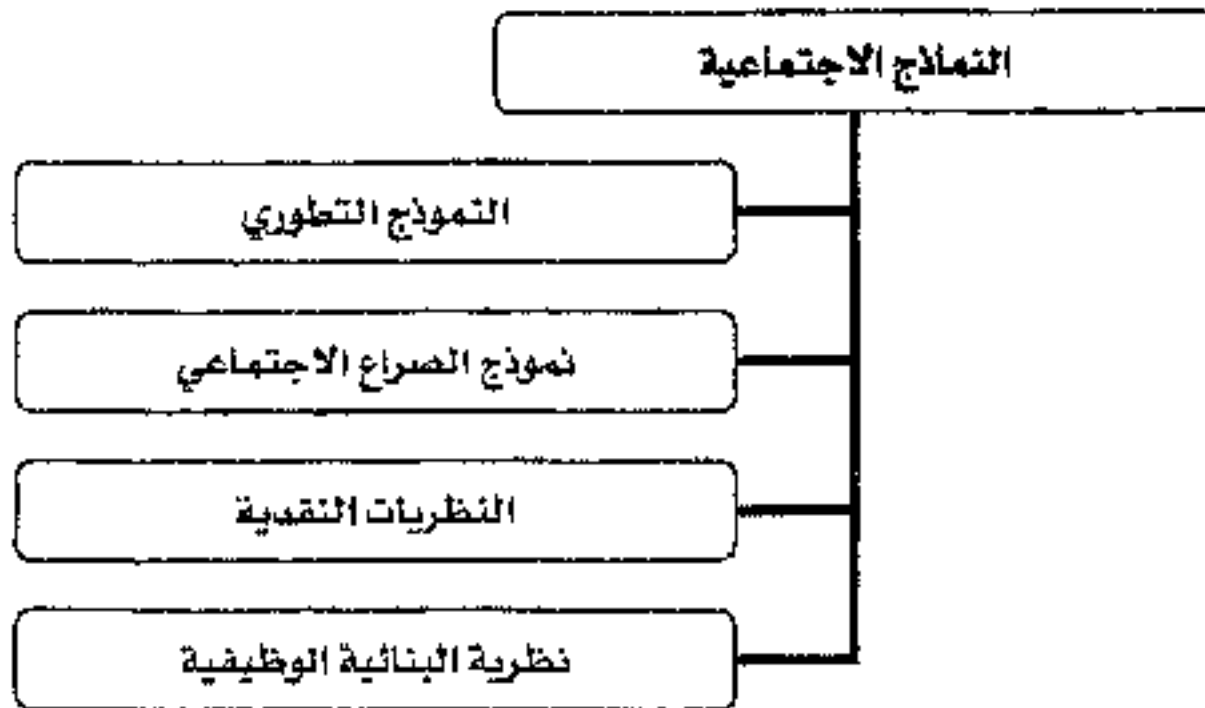 النماذج الاجتماعية
النموذج التطوري
نموذج الصراع الاجتماعي
النظريات النقدية
نظرية البنائية الوظيفية